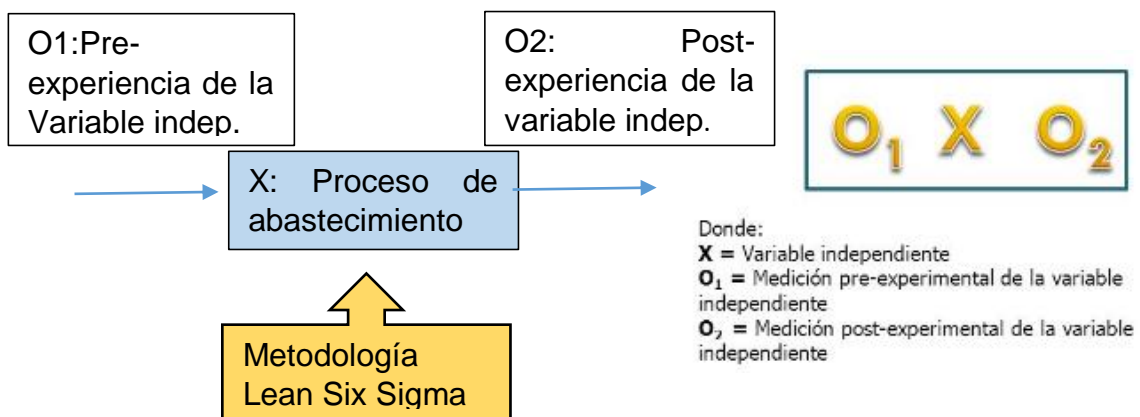 O1:Pre-
experiencia de la
Variable indep.
O2: Post-
experiencia de la
variable indep.
X: Proceso de
abastecimiento
Metodología
Lean Six Sigma
O1 X O2
Donde:
X = Variable independiente
O1 = Medición pre-experimental de la variable
independiente
O2 = Medición post-experimental de la variable
independiente